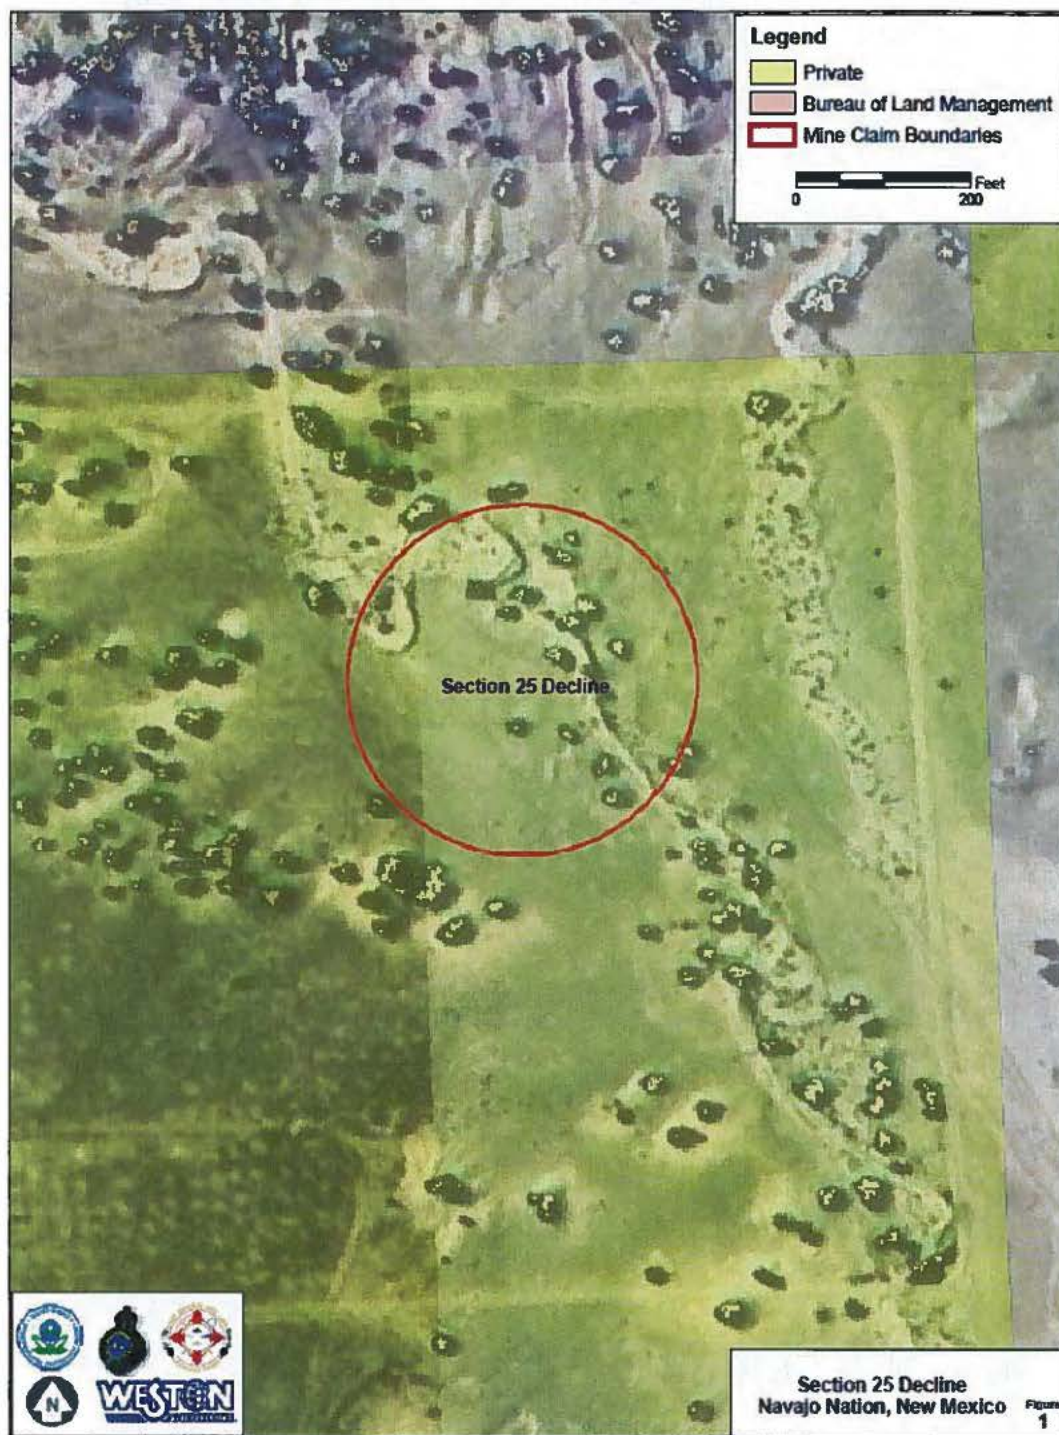 Legend
Private
Bureau of Land Management
Mine Claim Boundaries
Feet
0 200
Section 25 Decline
N
WESTON
Section 25 Decline
Navajo Nation, New Mexico
Figure
1